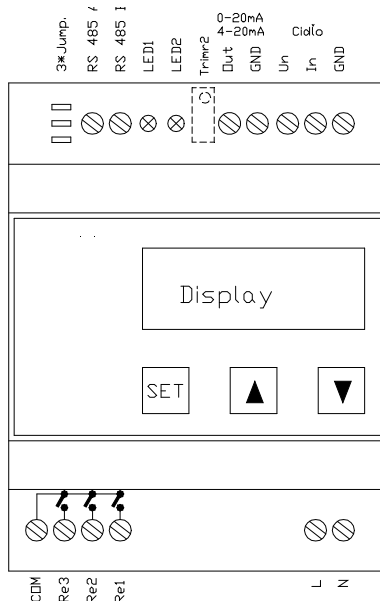 0-20mA
4-20mA
Cidlo
3*Jump.
RS 485
RS 485
LED1
LED2
Trimr2
Out
GND
Un
In
GND
Display
SET
COM
Re3
Re2
Re1
L
N